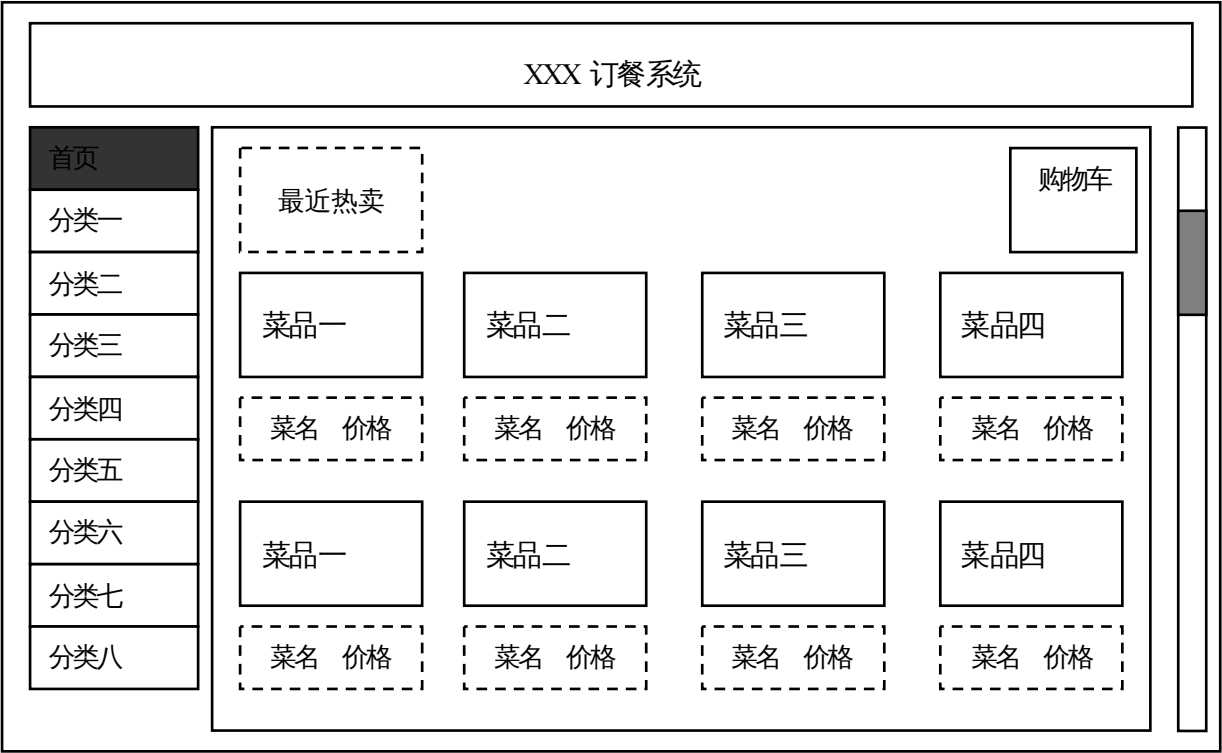 XXX 订餐系统
首页
分类一
分类二
分类三
分类四
分类五
分类六
分类七
分类八
最近热卖
购物车
菜品一 菜品二 菜品三 菜品四
菜名 价格 菜名 价格 菜名 价格 菜名 价格
菜品一 菜品二 菜品三 菜品四
菜名 价格 菜名 价格 菜名 价格 菜名 价格